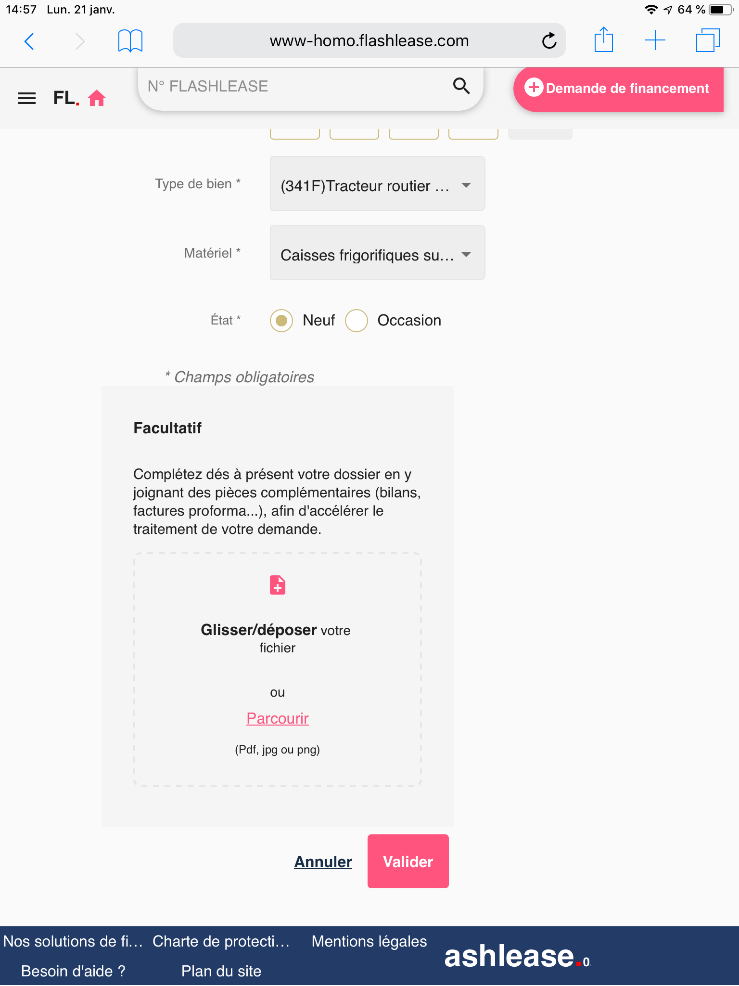 14:57 Lun. 21 janv. 64 %
www-homo.flashlease.com
FL. N° FLASHLEASE Demande de financement
Type de bien * (341F)Tracteur routier ...
Matériel * Caisses frigorifiques su...
État * Neuf Occasion
* Champs obligatoires
Facultatif
Complétez dés à présent votre dossier en y
joignant des pièces complémentaires (bilans,
factures proforma...), afin d'accélérer le
traitement de votre demande.
Glisser/déposer votre
fichier
ou
Parcourir
(Pdf, jpg ou png)
Annuler Valider
Nos solutions de fi... Charte de protecti... Mentions légales
ashlease.0
Besoin d'aide ? Plan du site